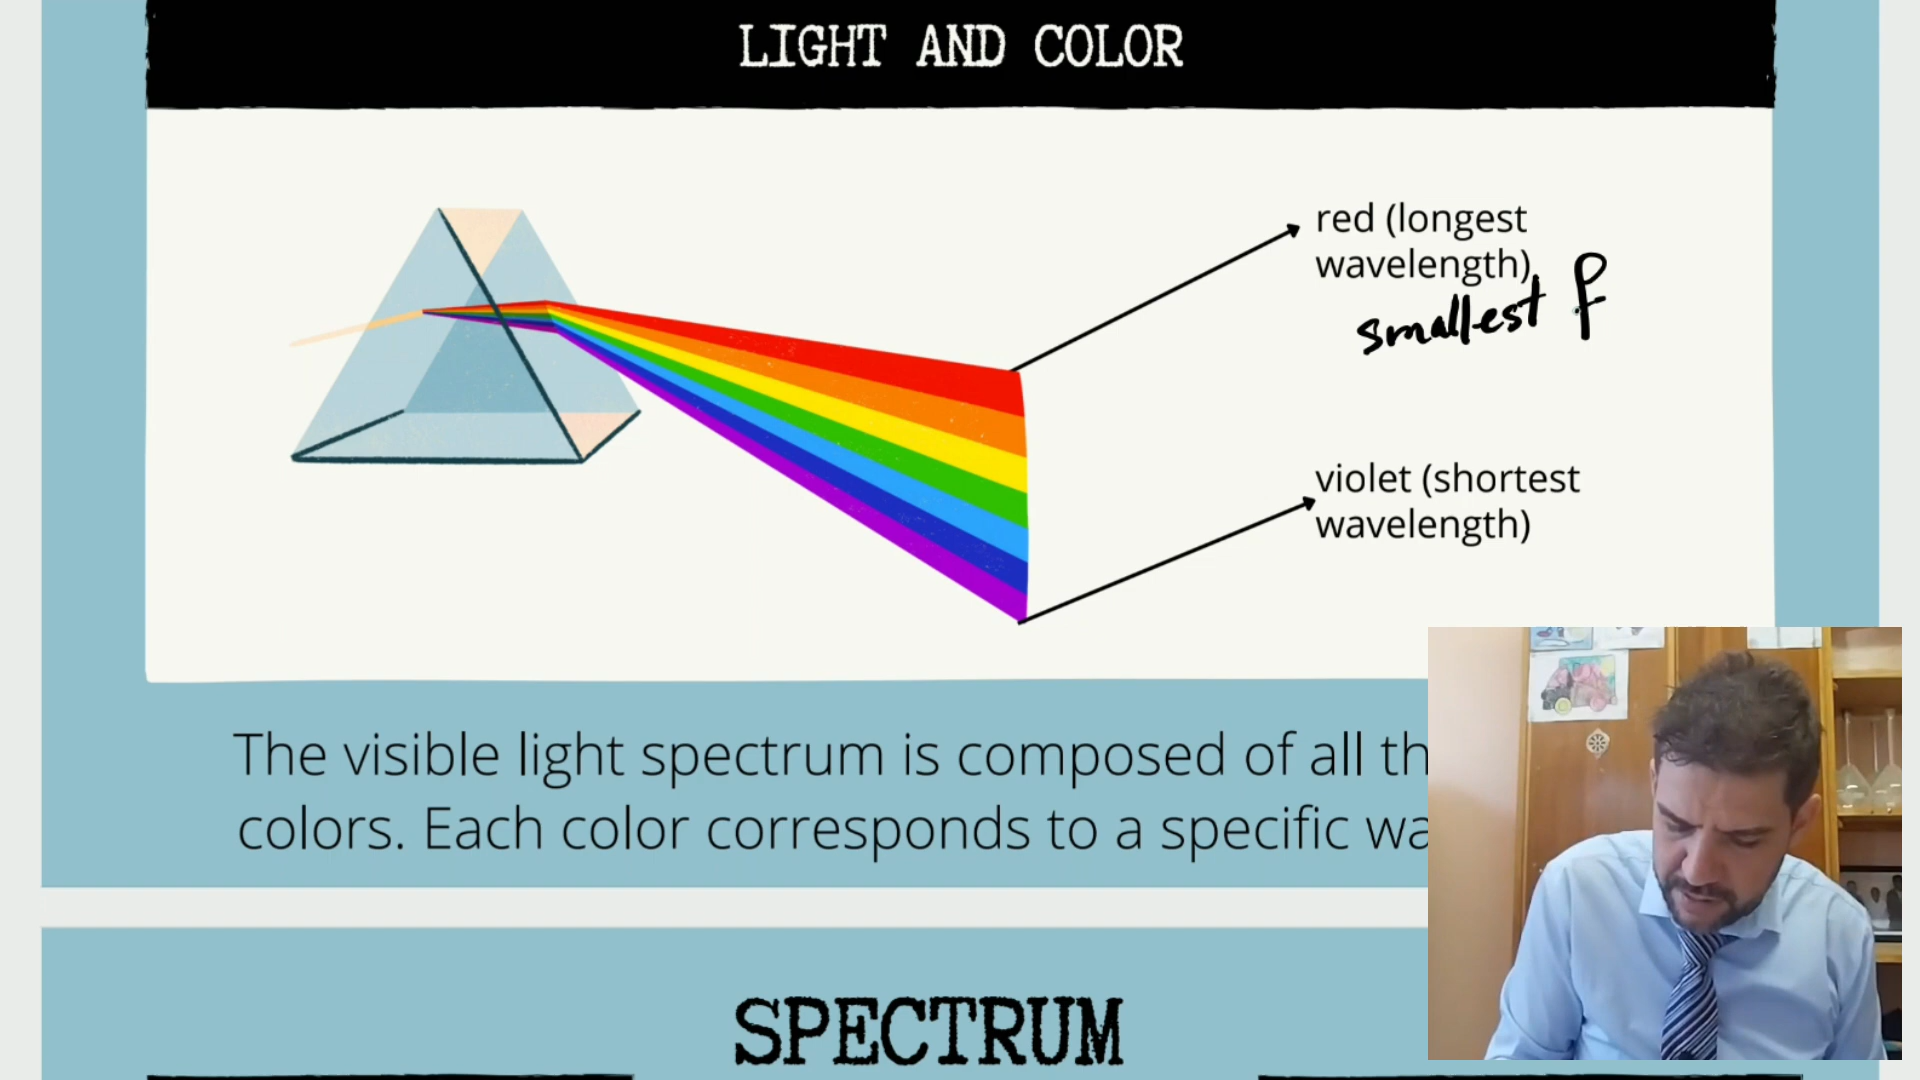 LIGHT AND COLOR
red (longest
wavelength)
smallest f
violet (shortest
wavelength)
The visible light spectrum is composed of all th
colors. Each color corresponds to a specific wa
SPECTRUM